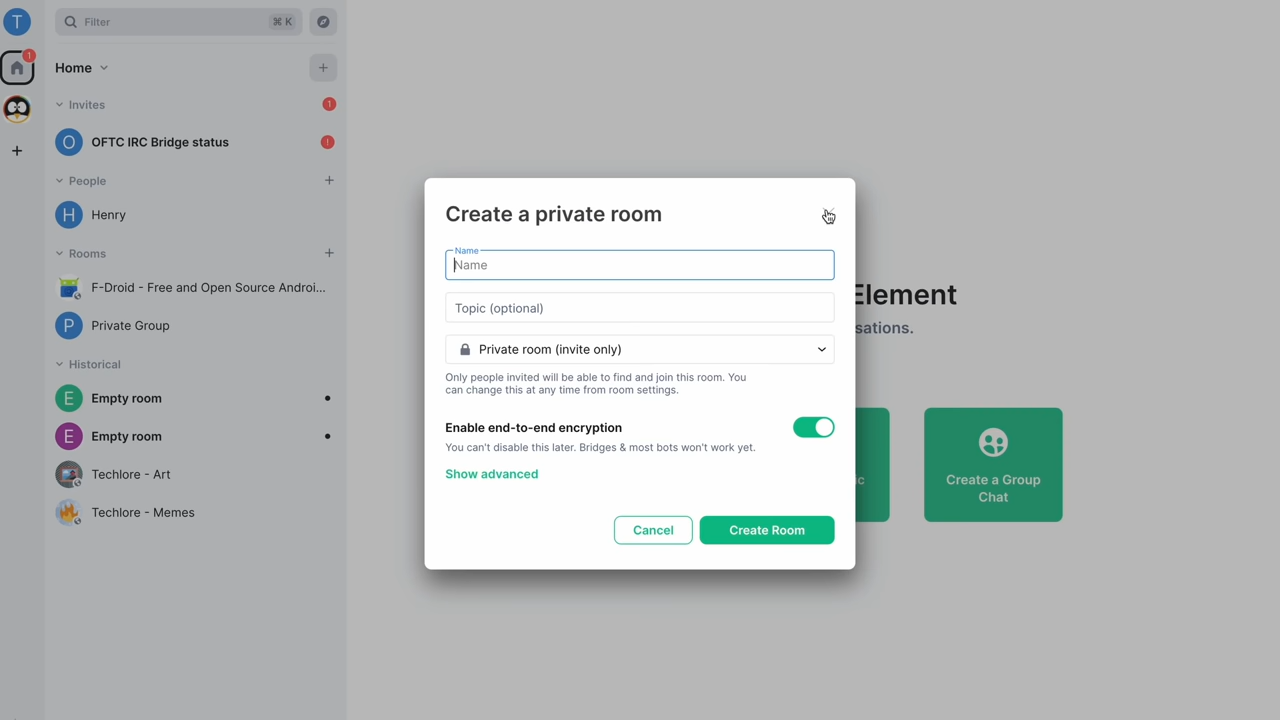 T
Filter
⌘ K
1
Home
Invites
1
O
OFTC IRC Bridge status
!
People
H
Henry
Rooms
F-Droid - Free and Open Source Androi...
P
Private Group
Historical
E
Empty room
E
Empty room
Techlore - Art
Techlore - Memes
Element
sations.
c
Create a Group
Chat
Create a private room
Name
Name
Topic (optional)
Private room (invite only)
Only people invited will be able to find and join this room. You
can change this at any time from room settings.
Enable end-to-end encryption
You can't disable this later. Bridges & most bots won't work yet.
Show advanced
Cancel
Create Room